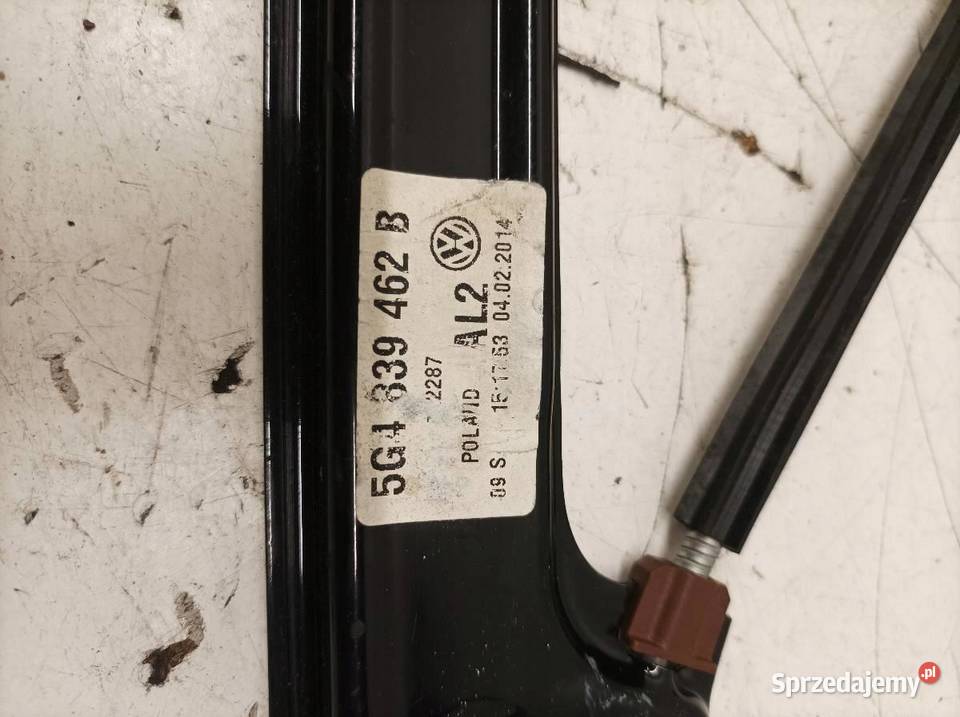 5G4 839 462 B
2287
POLAND AL2
09 S 15:17:53 04.02.2014
Sprzedajemy.pl